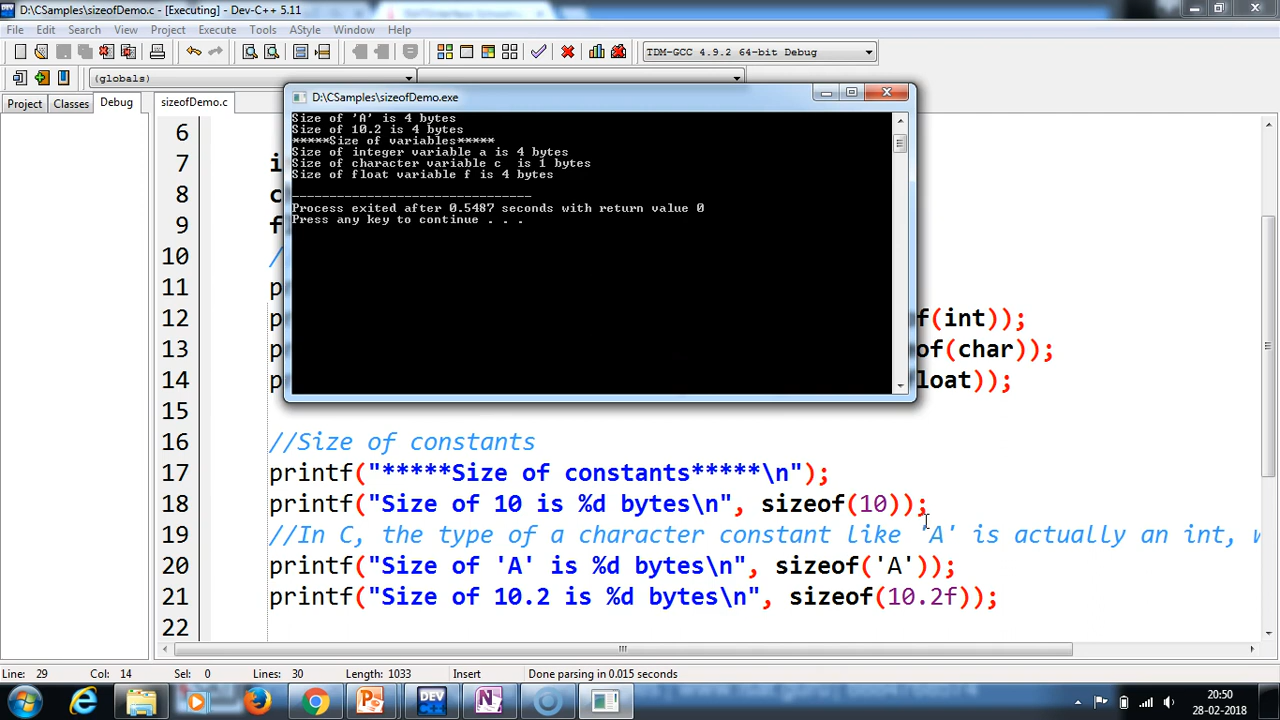 D:\CSamples\sizeofDemo.c - [Executing] - Dev-C++ 5.11
File Edit Search View Project Execute Tools AStyle Window Help
TDM-GCC 4.9.2 64-bit Debug
(globals)
Project Classes Debug
sizeofDemo.c
D:\CSamples\sizeofDemo.exe
Size of 'A' is 4 bytes
Size of 10.2 is 4 bytes
*****Size of variables*****
Size of integer variable a is 4 bytes
Size of character variable c  is 1 bytes
Size of float variable f is 4 bytes
--------------------------------
Process exited after 0.5487 seconds with return value 0
Press any key to continue . . .
6
7 i
8 c
9 f
10 /
11 p
12 p f(int));
13 p of(char));
14 p loat));
15
16 //Size of constants
17 printf("*****Size of constants*****\n");
18 printf("Size of 10 is %d bytes\n", sizeof(10));
19 //In C, the type of a character constant like 'A' is actually an int, w
20 printf("Size of 'A' is %d bytes\n", sizeof('A'));
21 printf("Size of 10.2 is %d bytes\n", sizeof(10.2f));
22
Line: 29 Col: 14 Sel: 0 Lines: 30 Length: 1033 Insert Done parsing in 0.015 seconds
DEV C++
20:50
28-02-2018